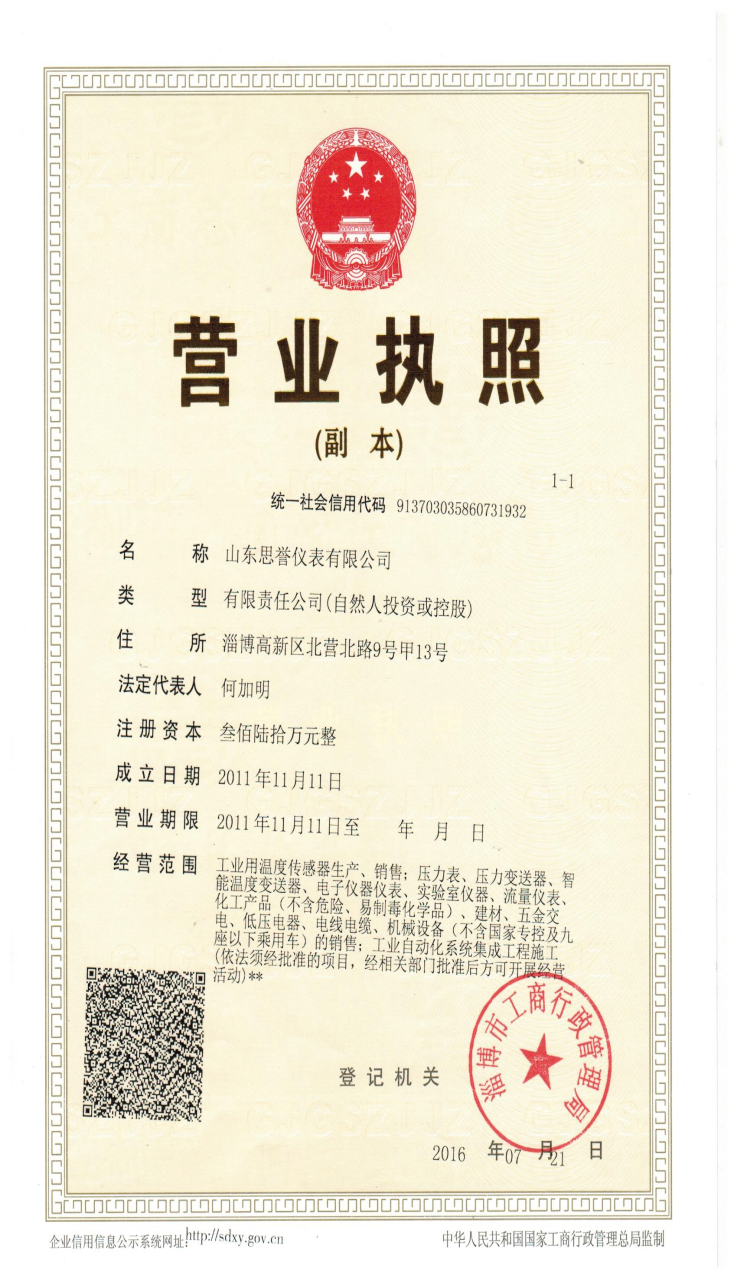 营业执照
(副 本)
1-1
统一社会信用代码 913703035860731932
名 称 山东思誉仪表有限公司
类 型 有限责任公司(自然人投资或控股)
住 所 淄博高新区北营北路9号甲13号
法定代表人 何加明
注册资本 叁佰陆拾万元整
成立日期 2011年11月11日
营业期限 2011年11月11日至 年 月 日
经营范围 工业用温度传感器生产、销售；压力表、压力变送器、智
能温度变送器、电子仪器仪表、实验室仪器、流量仪表、
化工产品（不含危险、易制毒化学品）、建材、五金交
电、低压电器、电线电缆、机械设备（不含国家专控及九
座以下乘用车）的销售；工业自动化系统集成工程施工
(依法须经批准的项目，经相关部门批准后方可开展经营
活动)**
淄博市工商行政管理局
登记机关
2016 年07 月21 日
企业信用信息公示系统网址:http://sdxy.gov.cn
中华人民共和国国家工商行政管理总局监制